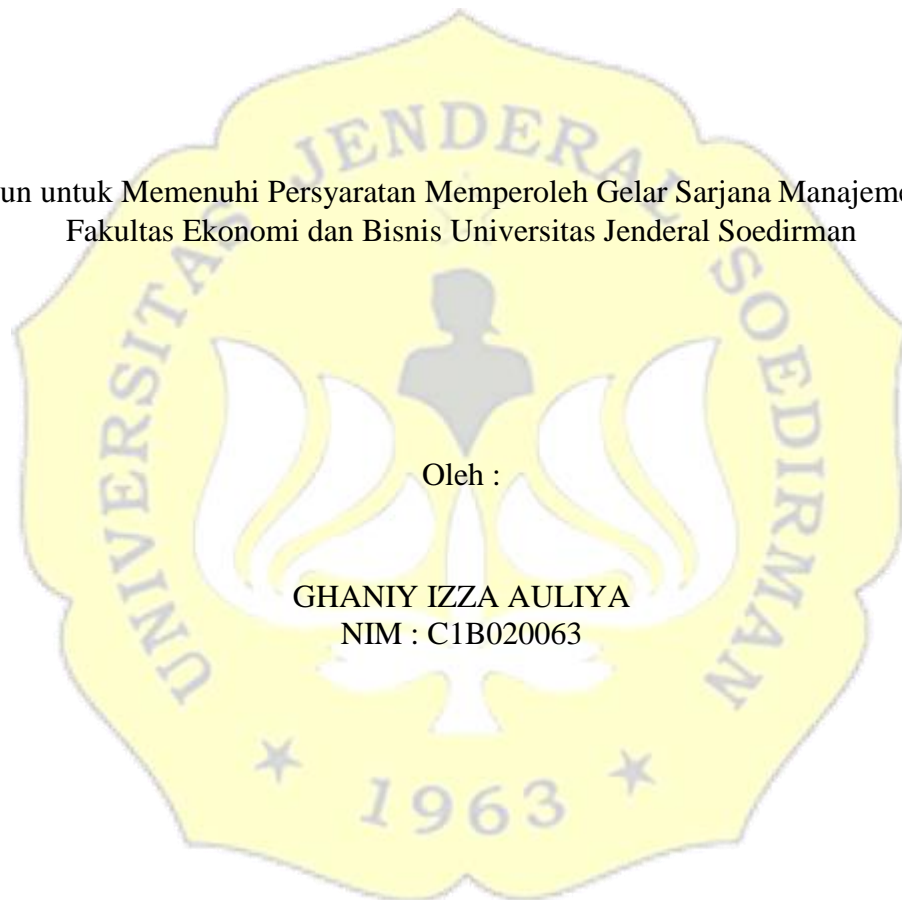 un untuk Memenuhi Persyaratan Memperoleh Gelar Sarjana Manajeme
Fakultas Ekonomi dan Bisnis Universitas Jenderal Soedirman
Oleh :
GHANIY IZZA AULIYA
NIM : C1B020063
UNIVERSITAS JENDERAL SOEDIRMAN
* 1963 *